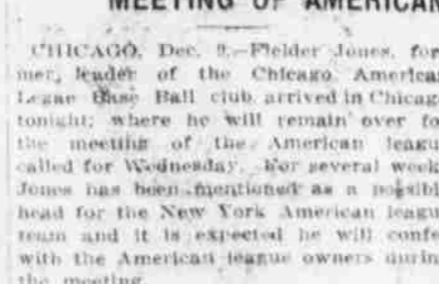 MEETING OF AMERICAN
CHICAGO, Dec. 9.—Fielder Jones, for
mer, leader of the Chicago America
Legae Base Ball club, arrived in Chicag
tonight; where he will remain over fo
the meeting of the American leagu
called for Wednesday. For several week
Jones has been mentioned as a possibl
head for the New York American leagu
team and it is expected he will confe
with the American league owners durin
the meeting